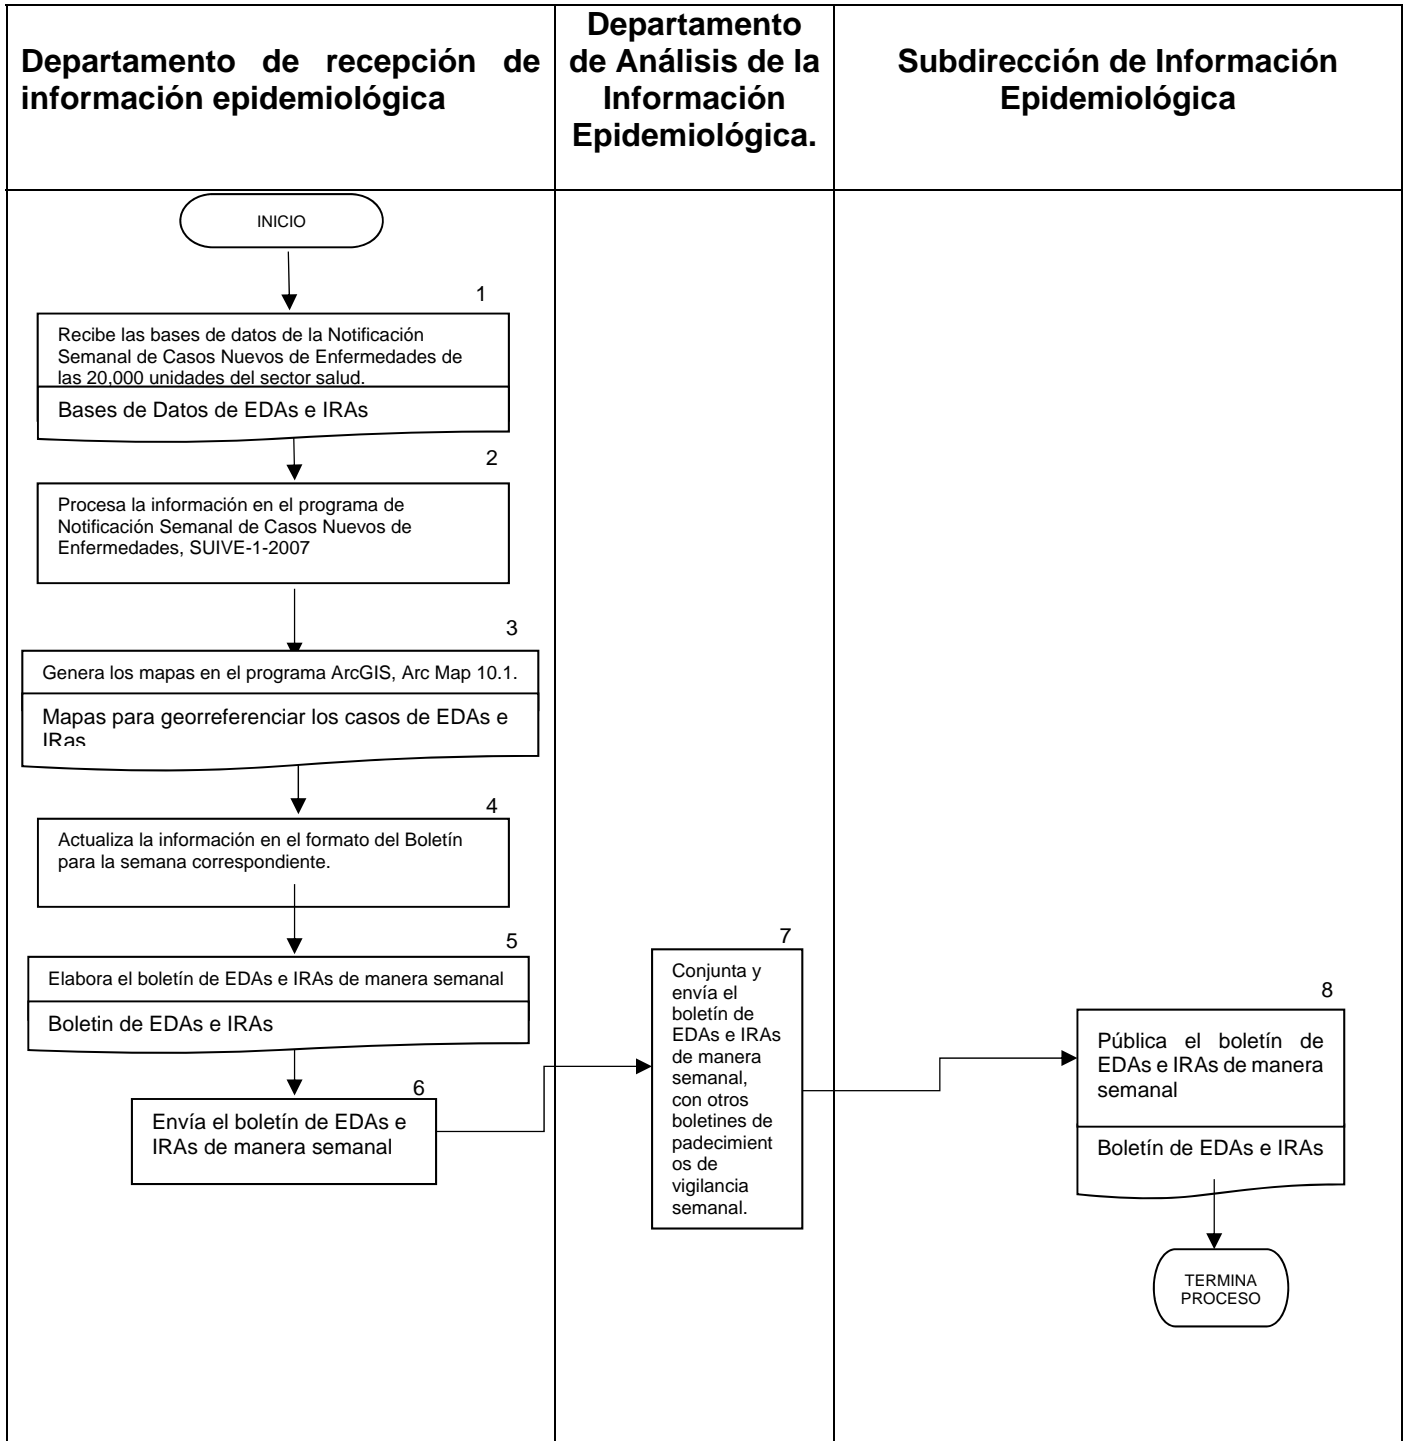 Departamento de recepción de
información epidemiológica
Departamento
de Análisis de la
Información
Epidemiológica.
Subdirección de Información
Epidemiológica
INICIO
1
Recibe las bases de datos de la Notificación
Semanal de Casos Nuevos de Enfermedades de
las 20,000 unidades del sector salud.
Bases de Datos de EDAs e IRAs
2
Procesa la información en el programa de
Notificación Semanal de Casos Nuevos de
Enfermedades, SUIVE-1-2007
3
Genera los mapas en el programa ArcGIS, Arc Map 10.1.
Mapas para georreferenciar los casos de EDAs e
IRas
4
Actualiza la información en el formato del Boletín
para la semana correspondiente.
5
Elabora el boletín de EDAs e IRAs de manera semanal
Boletin de EDAs e IRAs
6
Envía el boletín de EDAs e
IRAs de manera semanal
7
Conjunta y
envía el
boletín de
EDAs e IRAs
de manera
semanal,
con otros
boletines de
padecimient
os de
vigilancia
semanal.
8
Pública el boletín de
EDAs e IRAs de manera
semanal
Boletín de EDAs e IRAs
TERMINA
PROCESO